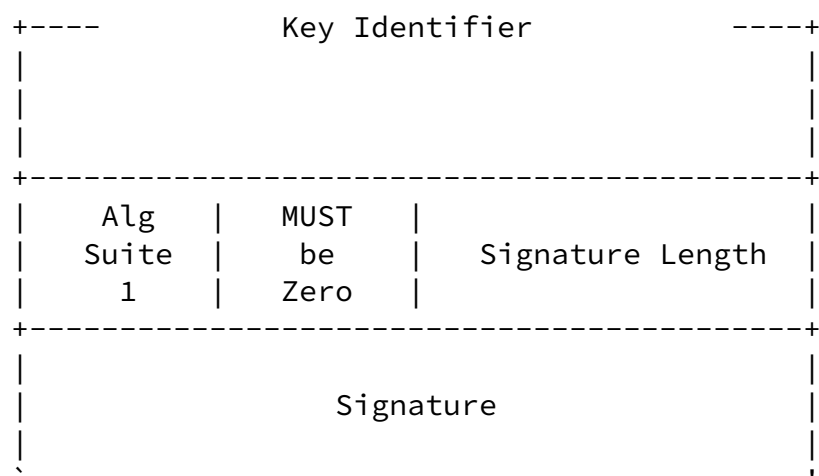 +---- Key Identifier ----+
Alg | MUST |
Suite | be | Signature Length
1 | Zero |
Signature